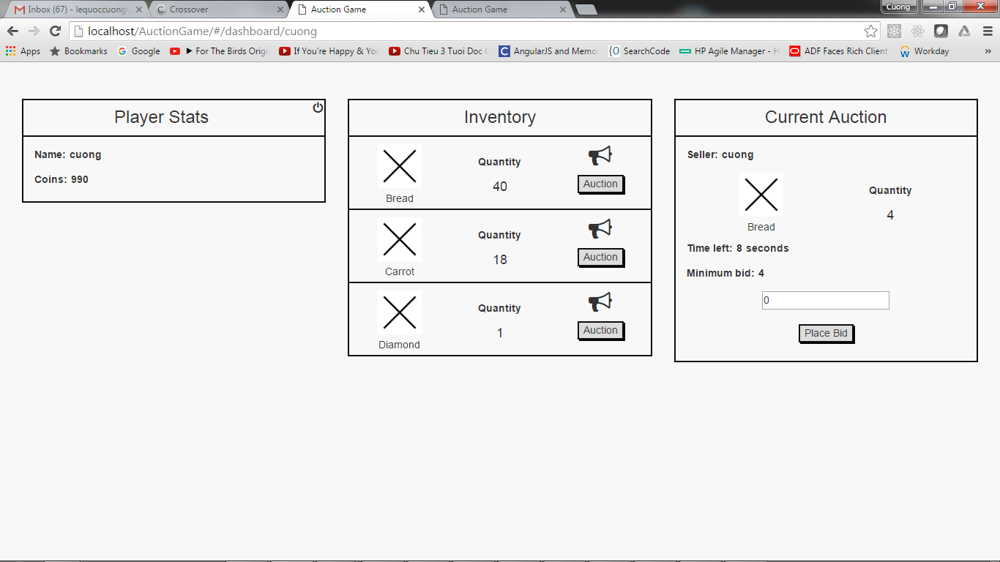 Inbox (67) - lequoccuong
Crossover
Auction Game
Auction Game
Cuong
localhost/AuctionGame/#/dashboard/cuong
Apps
Bookmarks
Google
► For The Birds Origi
If You're Happy & You
Chu Tieu 3 Tuoi Doc
AngularJS and Memo
SearchCode
HP Agile Manager - H
ADF Faces Rich Client
Workday
»
Player Stats
Name: cuong
Coins: 990
Inventory
Quantity
40
Bread
Auction
Quantity
18
Carrot
Auction
Quantity
1
Diamond
Auction
Current Auction
Seller: cuong
Quantity
4
Bread
Time left: 8 seconds
Minimum bid: 4
0
Place Bid